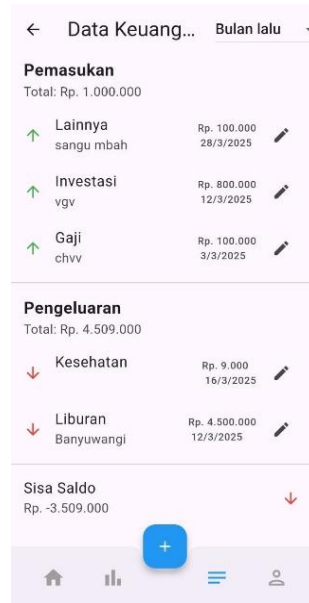 Data Keuang...
Bulan lalu
Pemasukan
Total: Rp. 1.000.000
Lainnya
sangu mbah
Rp. 100.000
28/3/2025
Investasi
vgv
Rp. 800.000
12/3/2025
Gaji
chvv
Rp. 100.000
3/3/2025
Pengeluaran
Total: Rp. 4.509.000
Kesehatan
Rp. 9.000
16/3/2025
Liburan
Banyuwangi
Rp. 4.500.000
12/3/2025
Sisa Saldo
Rp. -3.509.000